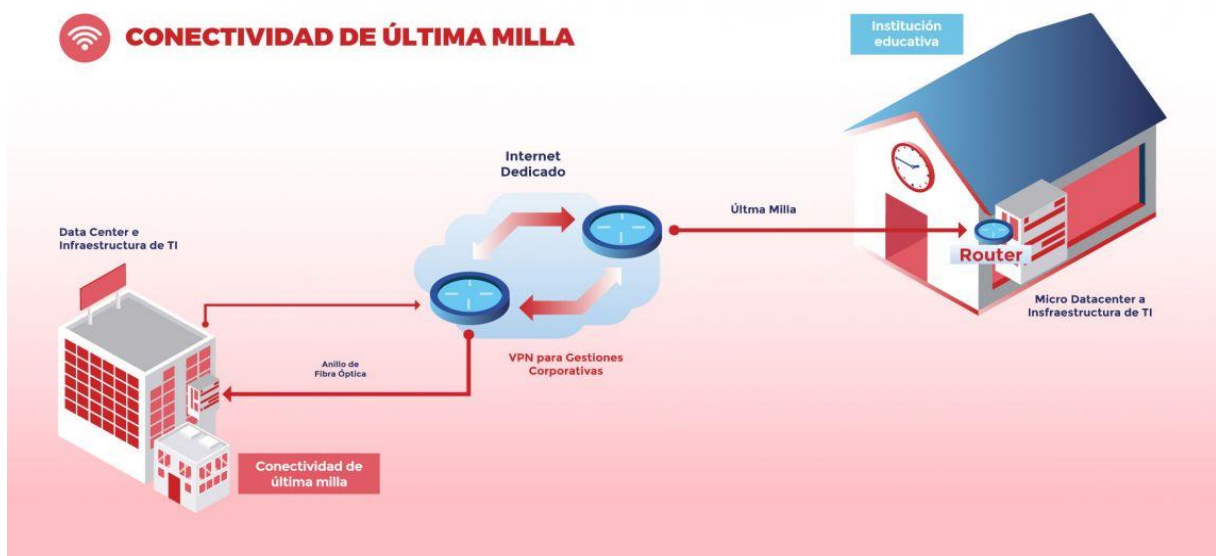 CONECTIVIDAD DE ÚLTIMA MILLA
Institución
educativa
Internet
Dedicado
Últma Milla
Data Center e
Infraestructura de TI
Router
Micro Datacenter a
Insfraestructura de TI
Anillo de
Fibra Óptica
VPN para Gestiones
Corporativas
Conectividad de
última milla